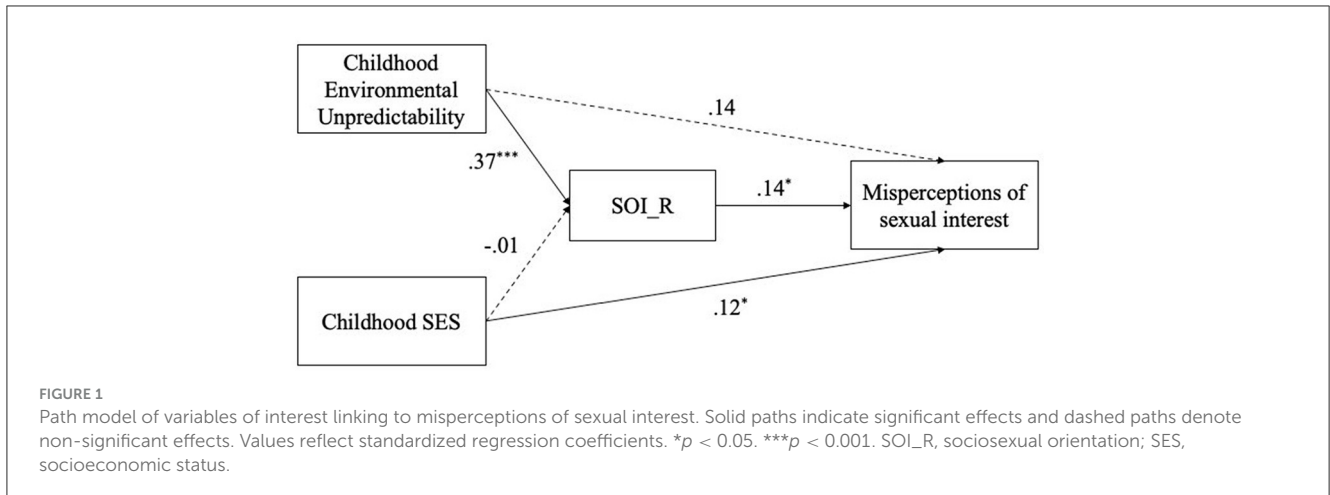 Childhood
Environmental
Unpredictability
.14
.37***
SOI_R
.14*
Misperceptions of
sexual interest
-.01
Childhood SES
.12*
FIGURE 1
Path model of variables of interest linking to misperceptions of sexual interest. Solid paths indicate significant effects and dashed paths denote
non-significant effects. Values reflect standardized regression coefficients. *p < 0.05. ***p < 0.001. SOI_R, sociosexual orientation; SES,
socioeconomic status.